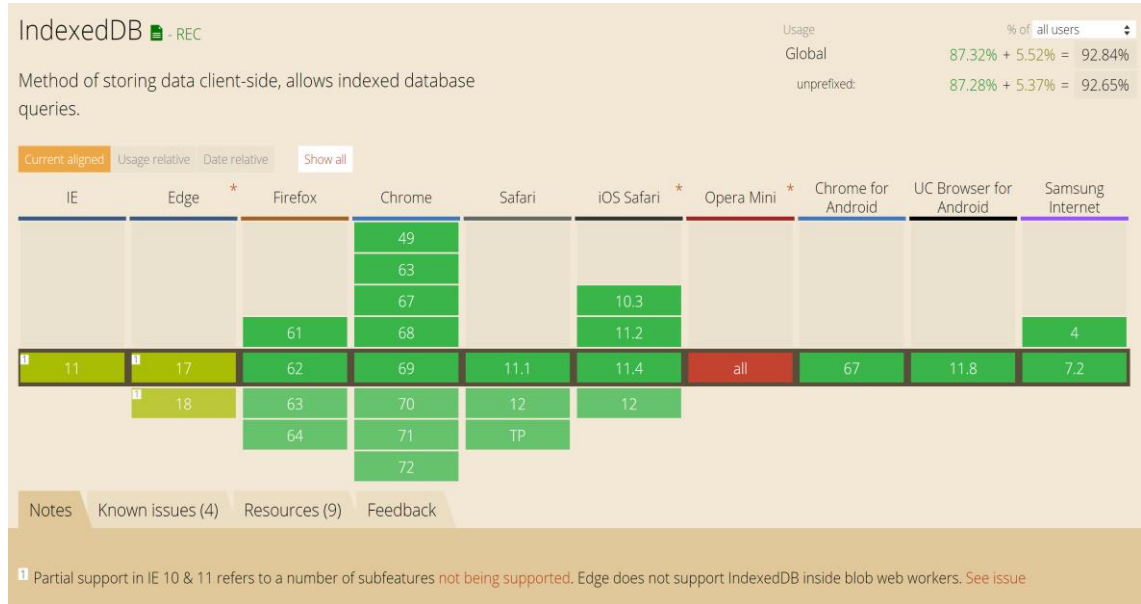 IndexedDB - REC
Usage % of all users
Global 87.32% + 5.52% = 92.84%
unprefixed: 87.28% + 5.37% = 92.65%
Method of storing data client-side, allows indexed database
queries.
Current aligned Usage relative Date relative Show all
IE Edge * Firefox Chrome Safari iOS Safari * Opera Mini * Chrome for Android UC Browser for Android Samsung Internet
49
63
67 10.3
61 68 11.2 4
1 11 1 17 62 69 11.1 11.4 all 67 11.8 7.2
1 18 63 70 12 12
64 71 TP
72
Notes Known issues (4) Resources (9) Feedback
1 Partial support in IE 10 & 11 refers to a number of subfeatures not being supported. Edge does not support IndexedDB inside blob web workers. See issue